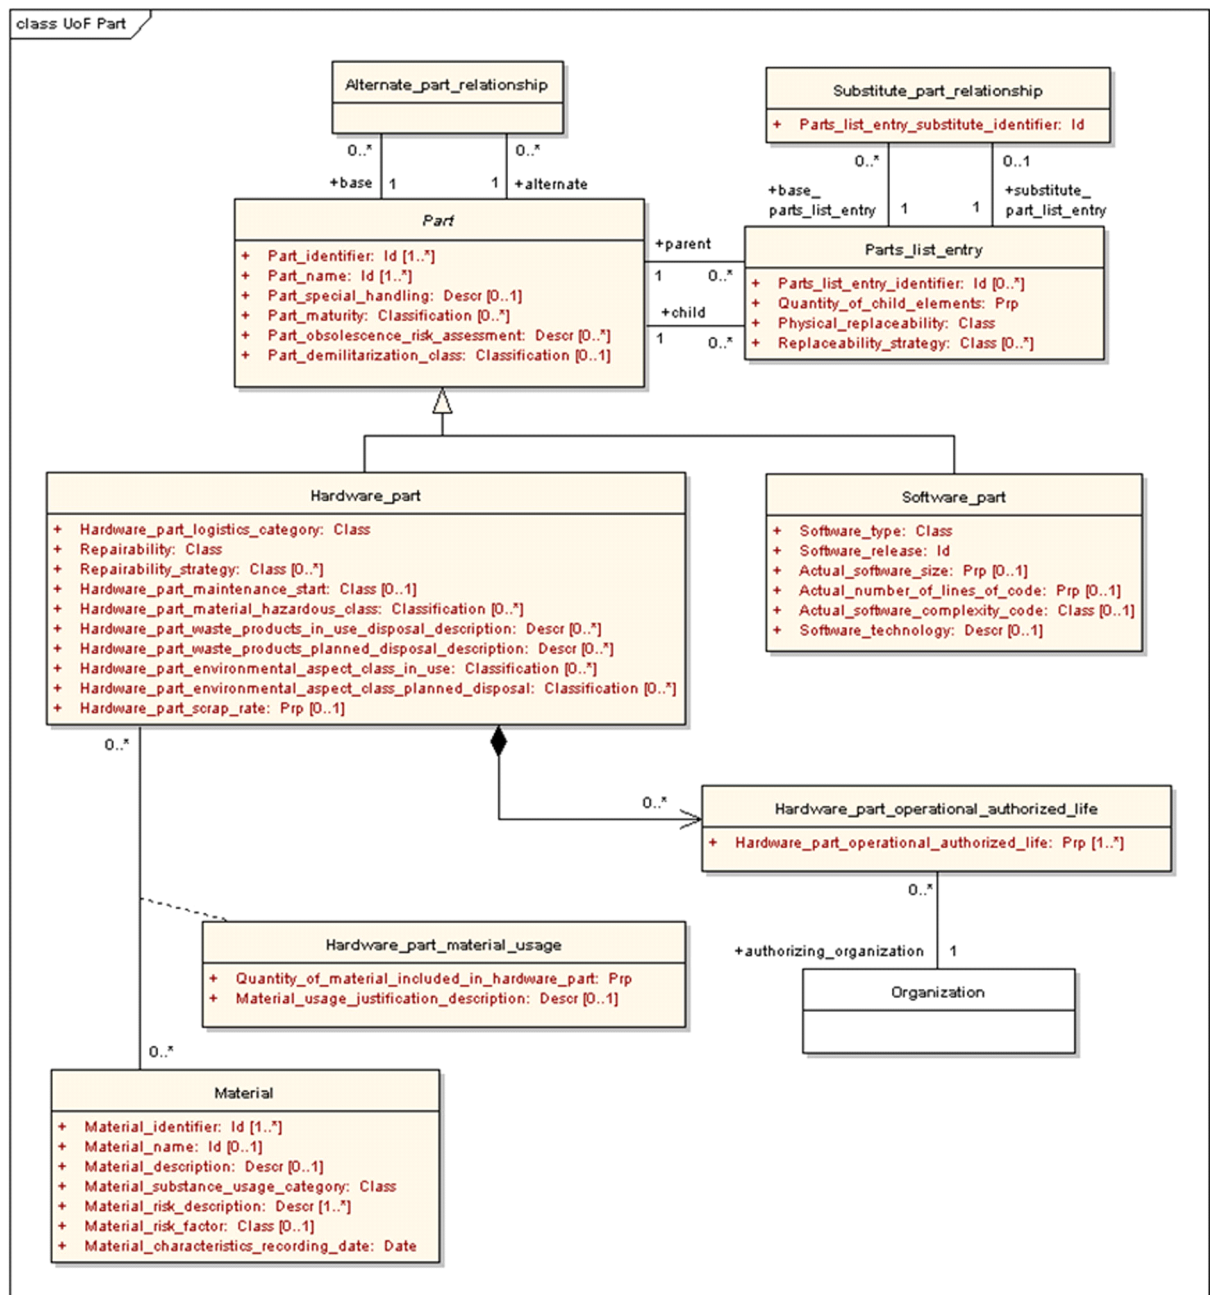 class UoF Part
Alternate_part_relationship
Substitute_part_relationship
+ Parts_list_entry_substitute_identifier: Id
0..*
0..*
+base
1
1
+alternate
0..*
0..1
+base_
parts_list_entry
1
1
+substitute_
part_list_entry
Part
+ Part_identifier: Id [1..*]
+ Part_name: Id [1..*]
+ Part_special_handling: Descr [0..1]
+ Part_maturity: Classification [0..*]
+ Part_obsolescence_risk_assessment: Descr [0..*]
+ Part_demilitarization_class: Classification [0..1]
+parent
1
0..*
+child
1
0..*
Parts_list_entry
+ Parts_list_entry_identifier: Id [0..*]
+ Quantity_of_child_elements: Prp
+ Physical_replaceability: Class
+ Replaceability_strategy: Class [0..*]
Hardware_part
+ Hardware_part_logistics_category: Class
+ Repairability: Class
+ Repairability_strategy: Class [0..*]
+ Hardware_part_maintenance_start: Class [0..1]
+ Hardware_part_material_hazardous_class: Classification [0..*]
+ Hardware_part_waste_products_in_use_disposal_description: Descr [0..*]
+ Hardware_part_waste_products_planned_disposal_description: Descr [0..*]
+ Hardware_part_environmental_aspect_class_in_use: Classification [0..*]
+ Hardware_part_environmental_aspect_class_planned_disposal: Classification [0..*]
+ Hardware_part_scrap_rate: Prp [0..1]
Software_part
+ Software_type: Class
+ Software_release: Id
+ Actual_software_size: Prp [0..1]
+ Actual_number_of_lines_of_code: Prp [0..1]
+ Actual_software_complexity_code: Class [0..1]
+ Software_technology: Descr [0..1]
0..*
0..*
Hardware_part_operational_authorized_life
+ Hardware_part_operational_authorized_life: Prp [1..*]
0..*
+authorizing_organization
1
Organization
Hardware_part_material_usage
+ Quantity_of_material_included_in_hardware_part: Prp
+ Material_usage_justification_description: Descr [0..1]
0..*
Material
+ Material_identifier: Id [1..*]
+ Material_name: Id [0..1]
+ Material_description: Descr [0..1]
+ Material_substance_usage_category: Class
+ Material_risk_description: Descr [1..*]
+ Material_risk_factor: Class [0..1]
+ Material_characteristics_recording_date: Date